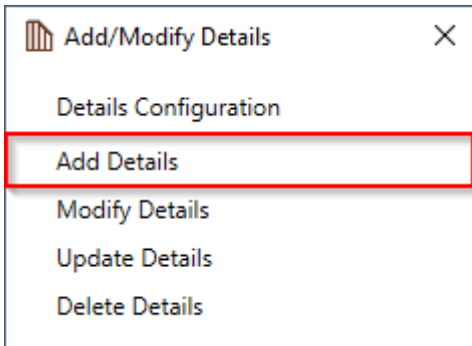 Add/Modify Details
Details Configuration
Add Details
Modify Details
Update Details
Delete Details